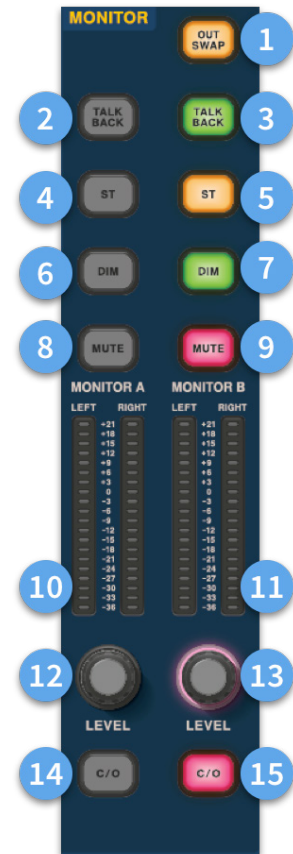 MONITOR
OUT
SWAP
1
2
TALK
BACK
TALK
BACK
3
4
ST
ST
5
6
DIM
DIM
7
8
MUTE
MUTE
9
MONITOR A
MONITOR B
LEFT RIGHT LEFT RIGHT
+21 +21
+18 +18
+15 +15
+12 +12
+9 +9
+6 +6
+3 +3
0 0
-3 -3
-6 -6
-9 -9
-12 -12
-15 -15
-18 -18
-21 -21
-24 -24
-27 -27
-30 -30
-33 -33
-36 -36
10
11
12
13
LEVEL
LEVEL
14
C/O
C/O
15